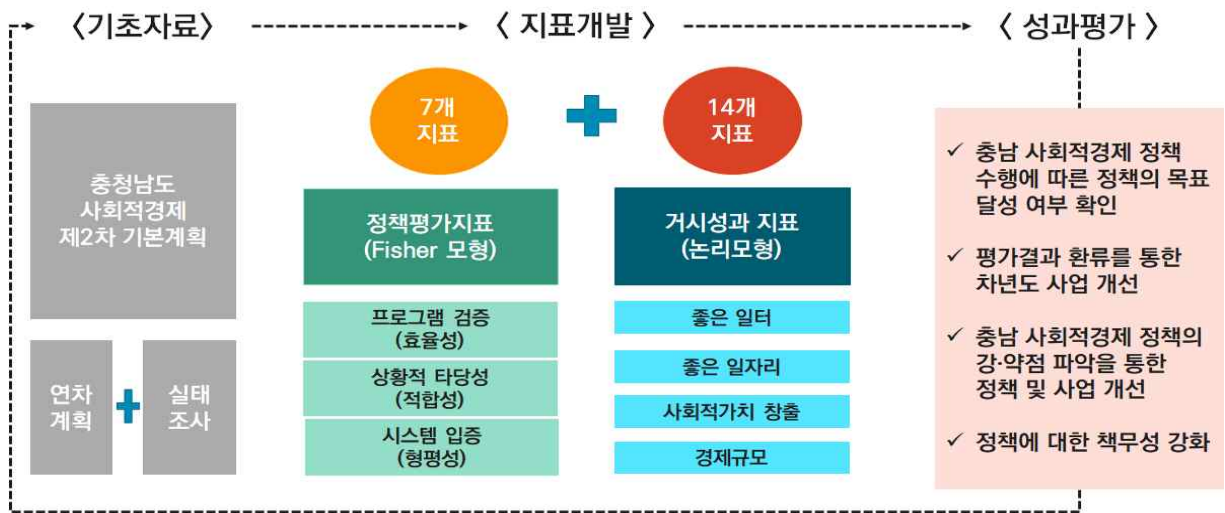 〈기초자료〉
〈 지표개발 〉
〈 성과평가 〉
충청남도
사회적경제
제2차 기본계획
연차
계획
실태
조사
7개
지표
14개
지표
정책평가지표
(Fisher 모형)
프로그램 검증
(효율성)
상황적 타당성
(적합성)
시스템 입증
(형평성)
거시성과 지표
(논리모형)
좋은 일터
좋은 일자리
사회적가치 창출
경제규모
✓ 충남 사회적경제 정책
수행에 따른 정책의 목표
달성 여부 확인
✓ 평가결과 환류를 통한
차년도 사업 개선
✓ 충남 사회적경제 정책의
강·약점 파악을 통한
정책 및 사업 개선
✓ 정책에 대한 책무성 강화